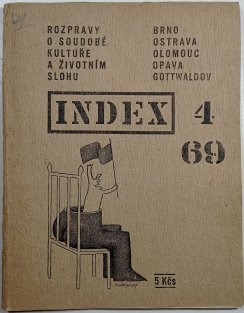 ROZPRAVY
O SOUDOBÉ
KULTUŘE
A ŽIVOTNÍM
SLOHU
BRNO
OSTRAVA
OLOMOUC
OPAVA
GOTTWALDOV
INDEX 4
69
5 Kčs